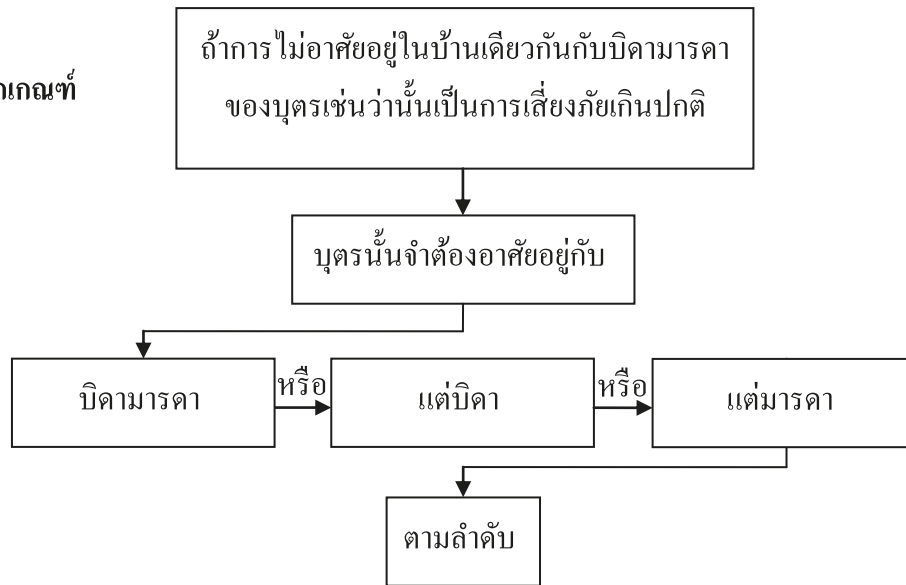 ถ้าการไม่อาศัยอยู่ในบ้านเดียวกันกับบิดามารดา
ของบุตรเช่นว่านั้นเป็นการเสี่ยงภัยเกินปกติ
บุตรนั้นจำต้องอาศัยอยู่กับ
บิดามารดา
หรือ
แต่บิดา
หรือ
แต่มารดา
ตามลำดับ